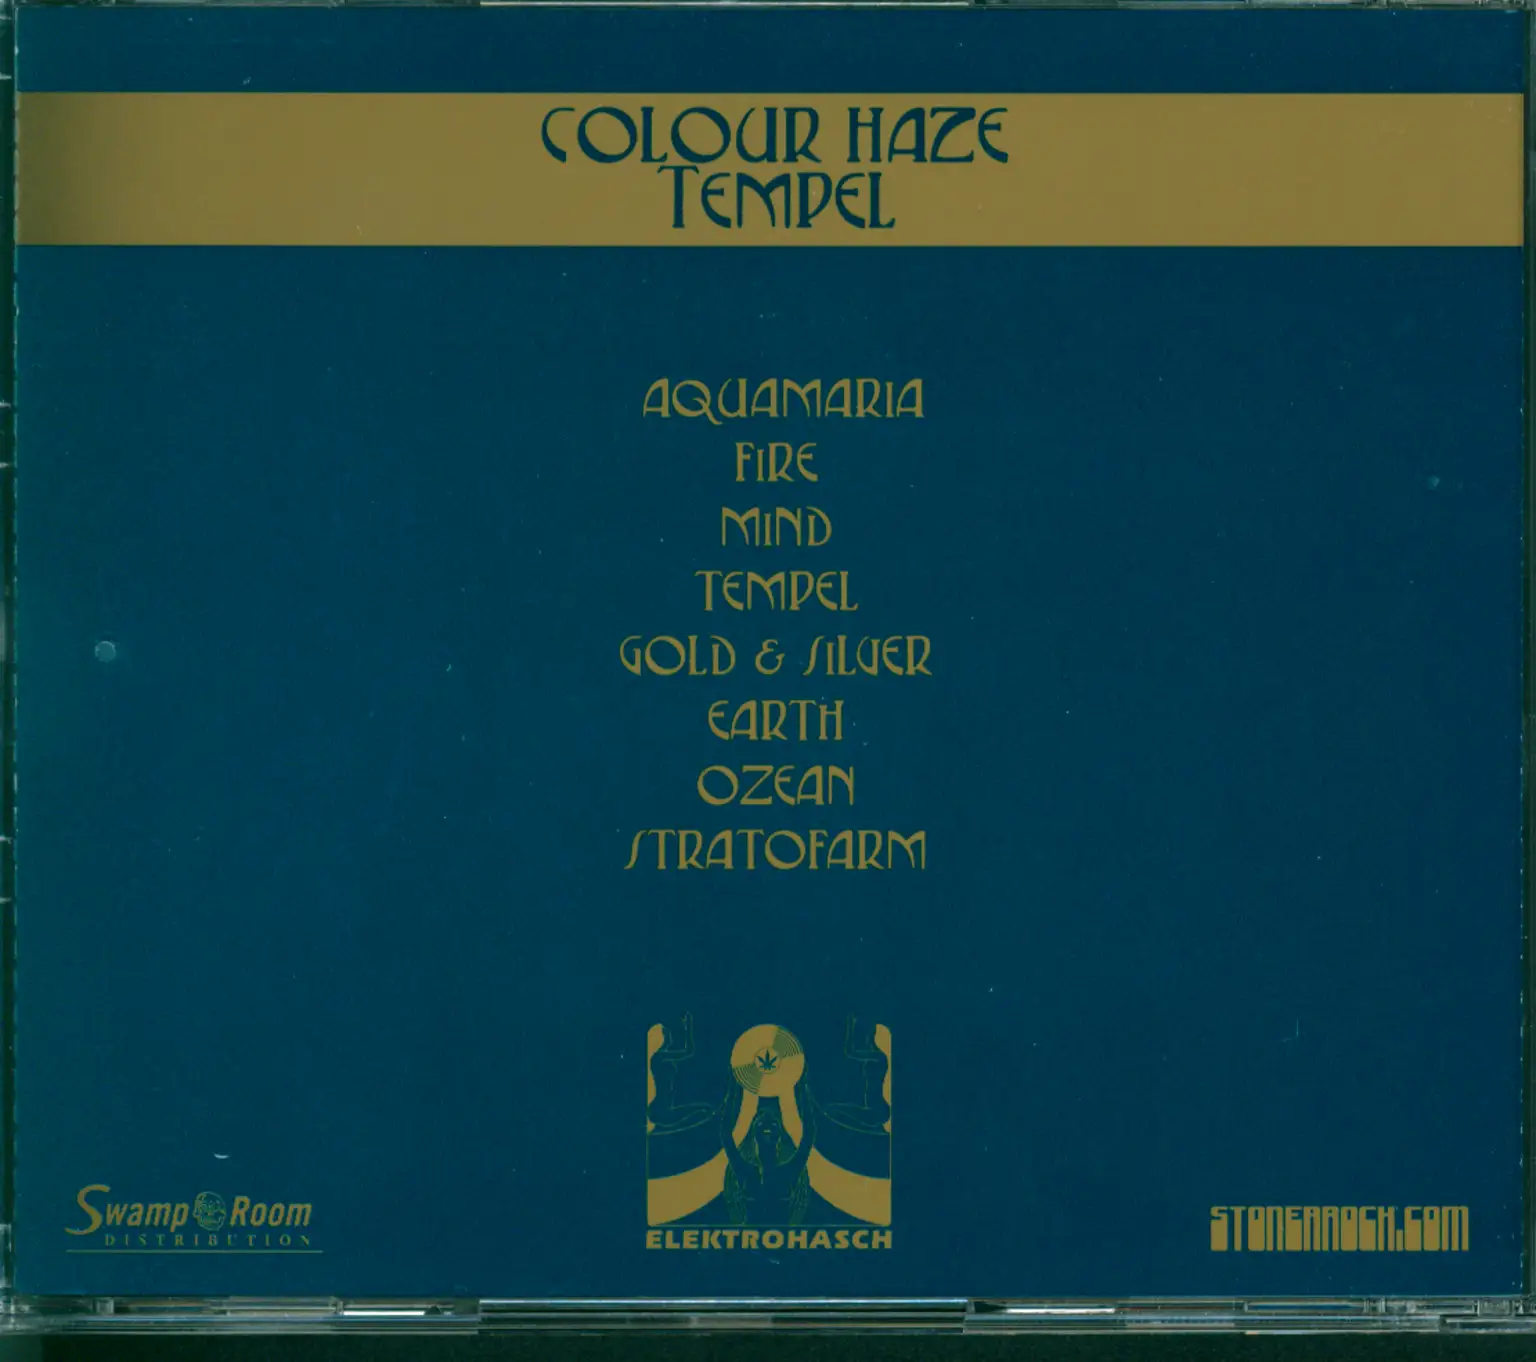 COLOUR HAZE
TEMPEL
AQUAMARIA
FIRE
MIND
TEMPEL
GOLD & SILVER
EARTH
OZEAN
STRATOFARM
Swamp Room
DISTRIBUTION
ELEKTROHASCH
STONERROCK.COM